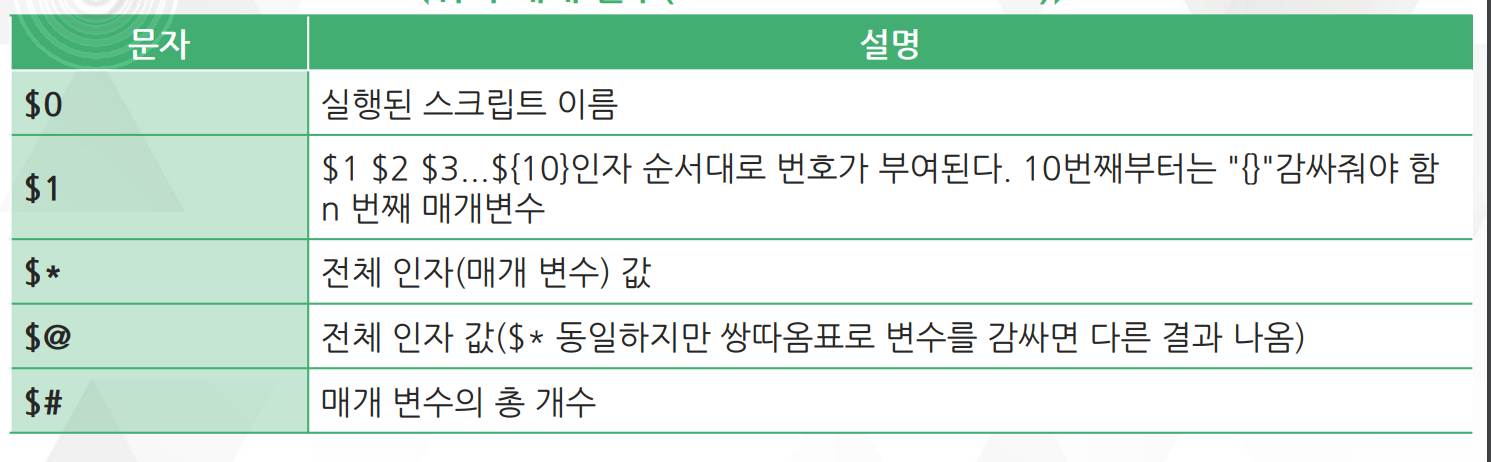 문자 설명
$0 실행된 스크립트 이름
$1 $1 $2 $3...${10}인자 순서대로 번호가 부여된다. 10번째부터는 "{}"감싸줘야 함
n 번째 매개변수
$* 전체 인자(매개 변수) 값
$@ 전체 인자 값($* 동일하지만 쌍따옴표로 변수를 감싸면 다른 결과 나옴)
$# 매개 변수의 총 개수